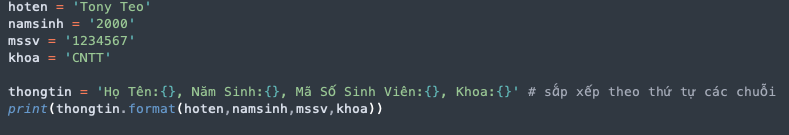 hoten = 'Tony Teo'
namsinh = '2000'
mssv = '1234567'
khoa = 'CNTT'
thongtin = 'Họ Tên:{}, Năm Sinh:{}, Mã Số Sinh Viên:{}, Khoa:{}' # sắp xếp theo thứ tự các chuỗi
print(thongtin.format(hoten,namsinh,mssv,khoa))